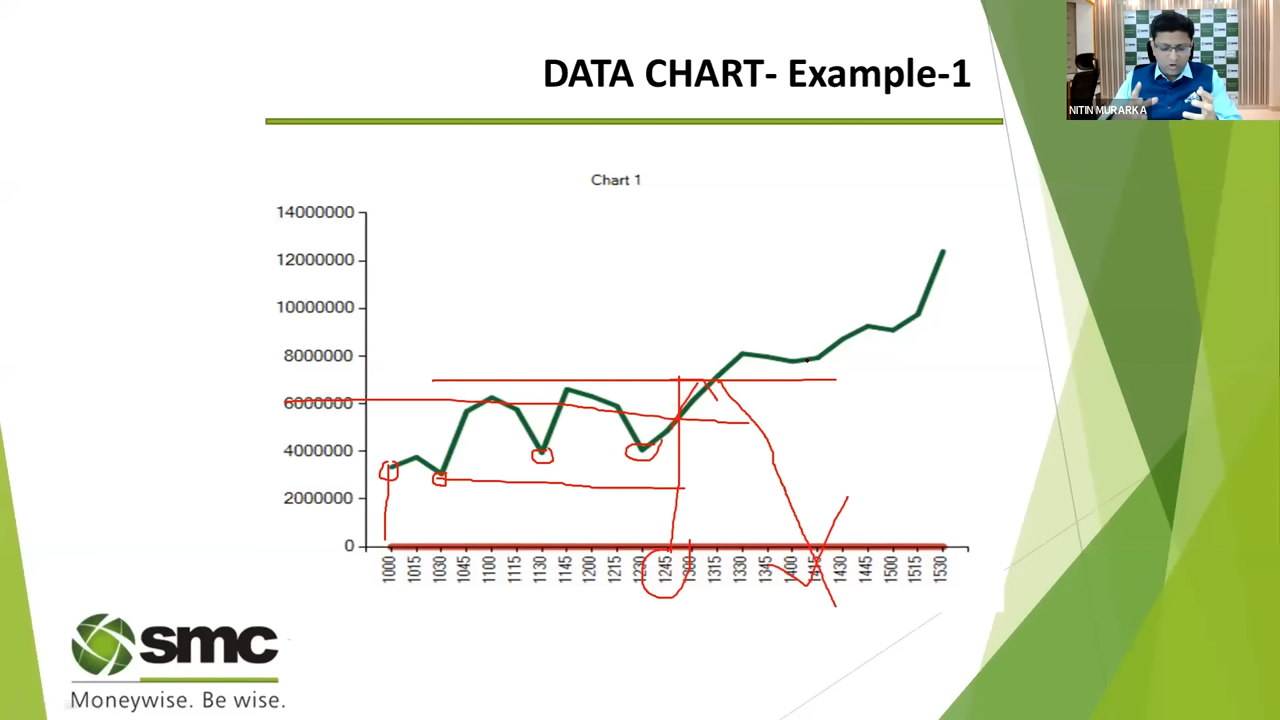 DATA CHART- Example-1
NITIN MURARKA
Chart 1
14000000
12000000
10000000
8000000
6000000
4000000
2000000
0
1000 1015 1030 1045 1100 1115 1130 1145 1200 1215 1230 1245 1300 1315 1330 1345 1400 1415 1430 1445 1500 1515 1530
smc
Moneywise. Be wise.